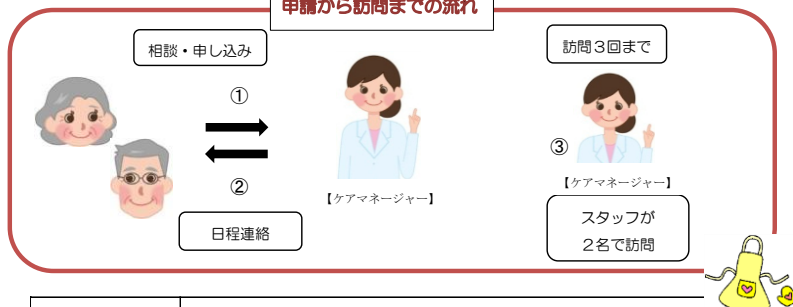 申請から訪問までの流れ
相談・申し込み
訪問３回まで
①
③
②
【ケアマネージャー】
【ケアマネージャー】
日程連絡
スタッフが
２名で訪問